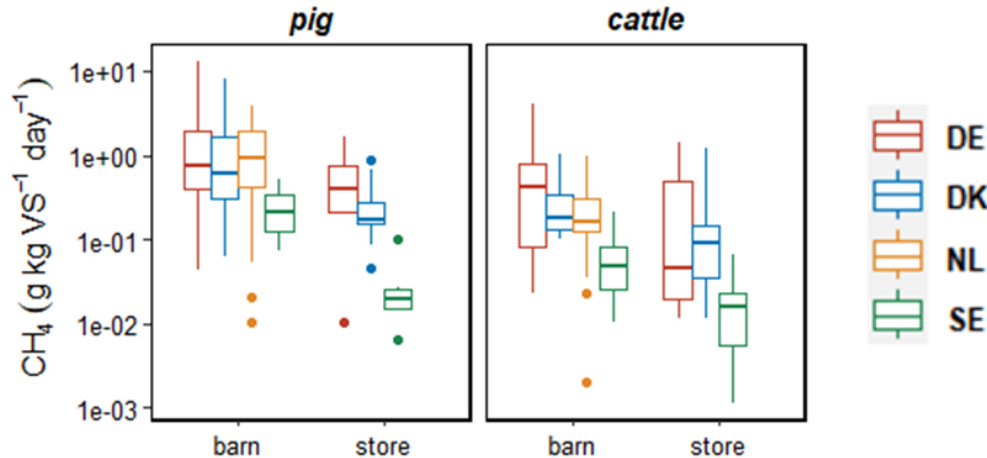 pig cattle
CH₄ (g kg VS⁻¹ day⁻¹)
1e+01
1e+00
1e-01
1e-02
1e-03
barn store barn store
DE
DK
NL
SE